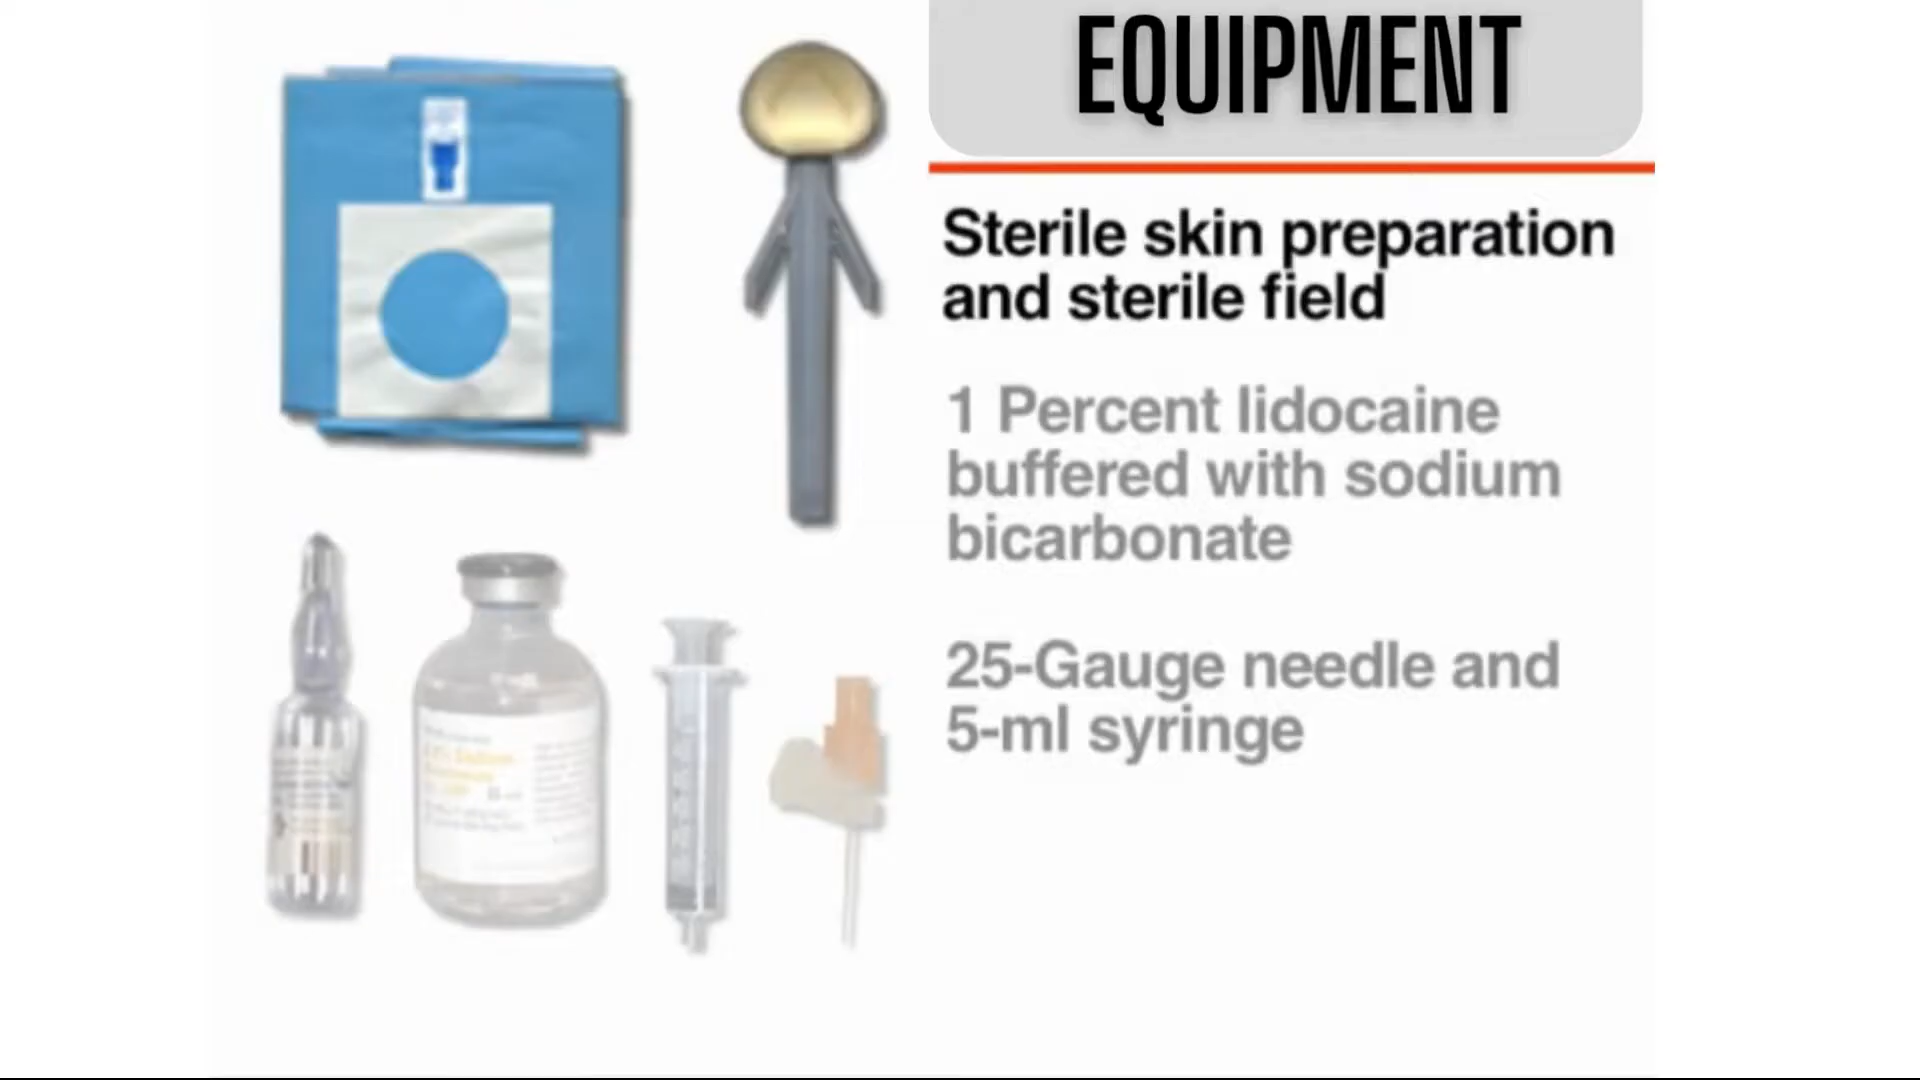 EQUIPMENT
Sterile skin preparation
and sterile field
1 Percent lidocaine
buffered with sodium
bicarbonate
25-Gauge needle and
5-ml syringe